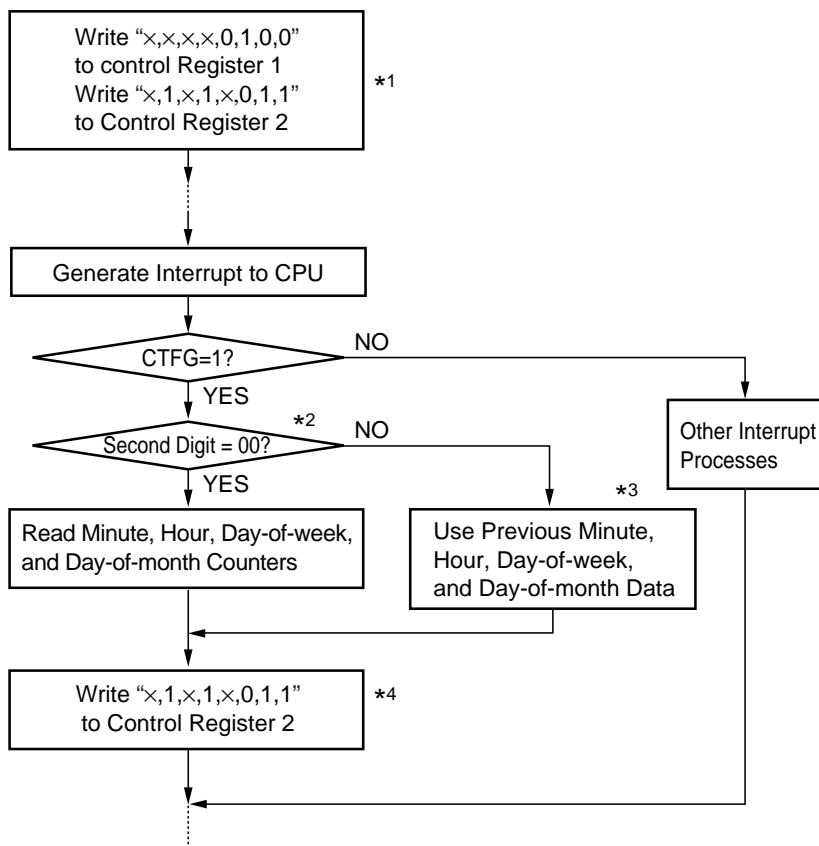 Write “×,×,×,×,0,1,0,0”
to control Register 1
Write “×,1,×,1,×,0,1,1”
to Control Register 2
*1
Generate Interrupt to CPU
CTFG=1?
NO
YES
*2
Second Digit = 00?
NO
YES
Other Interrupt
Processes
*3
Read Minute, Hour, Day-of-week,
and Day-of-month Counters
Use Previous Minute,
Hour, Day-of-week,
and Day-of-month Data
Write “×,1,×,1,×,0,1,1”
to Control Register 2
*4